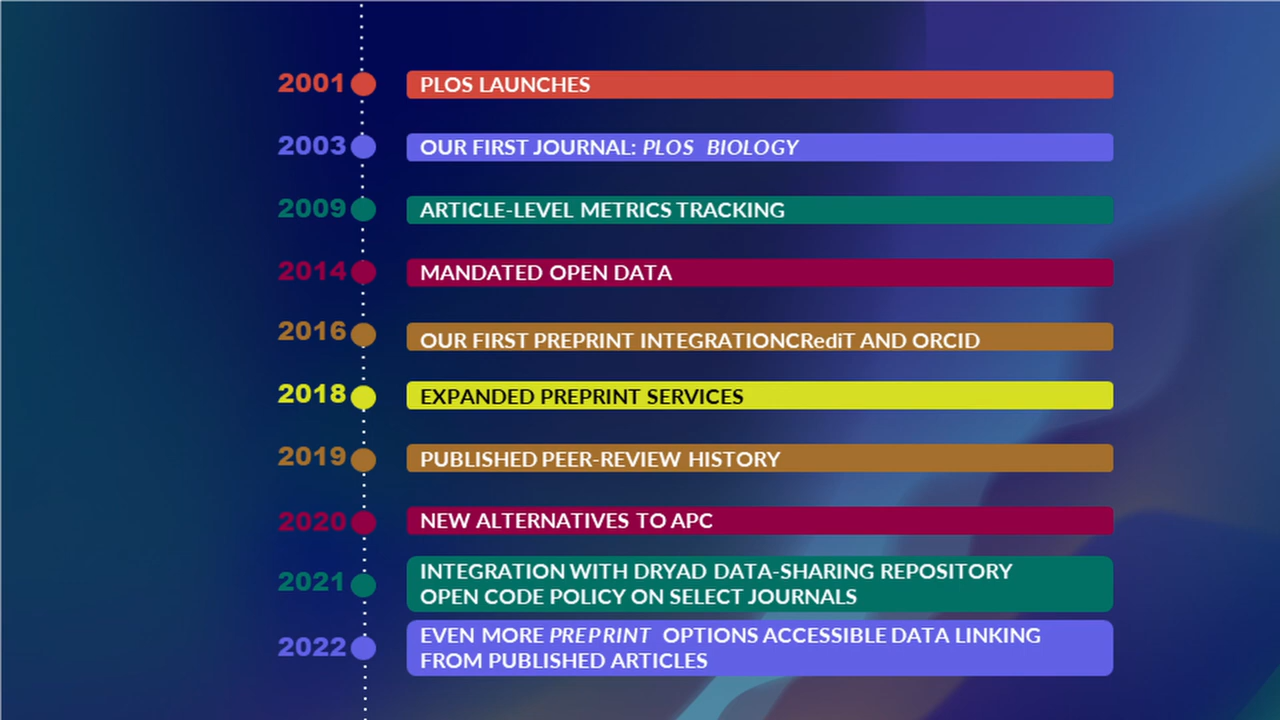 2001 PLOS LAUNCHES
2003 OUR FIRST JOURNAL: PLOS BIOLOGY
2009 ARTICLE-LEVEL METRICS TRACKING
2014 MANDATED OPEN DATA
2016 OUR FIRST PREPRINT INTEGRATIONCRediT AND ORCID
2018 EXPANDED PREPRINT SERVICES
2019 PUBLISHED PEER-REVIEW HISTORY
2020 NEW ALTERNATIVES TO APC
2021 INTEGRATION WITH DRYAD DATA-SHARING REPOSITORY
OPEN CODE POLICY ON SELECT JOURNALS
2022 EVEN MORE PREPRINT OPTIONS ACCESSIBLE DATA LINKING
FROM PUBLISHED ARTICLES